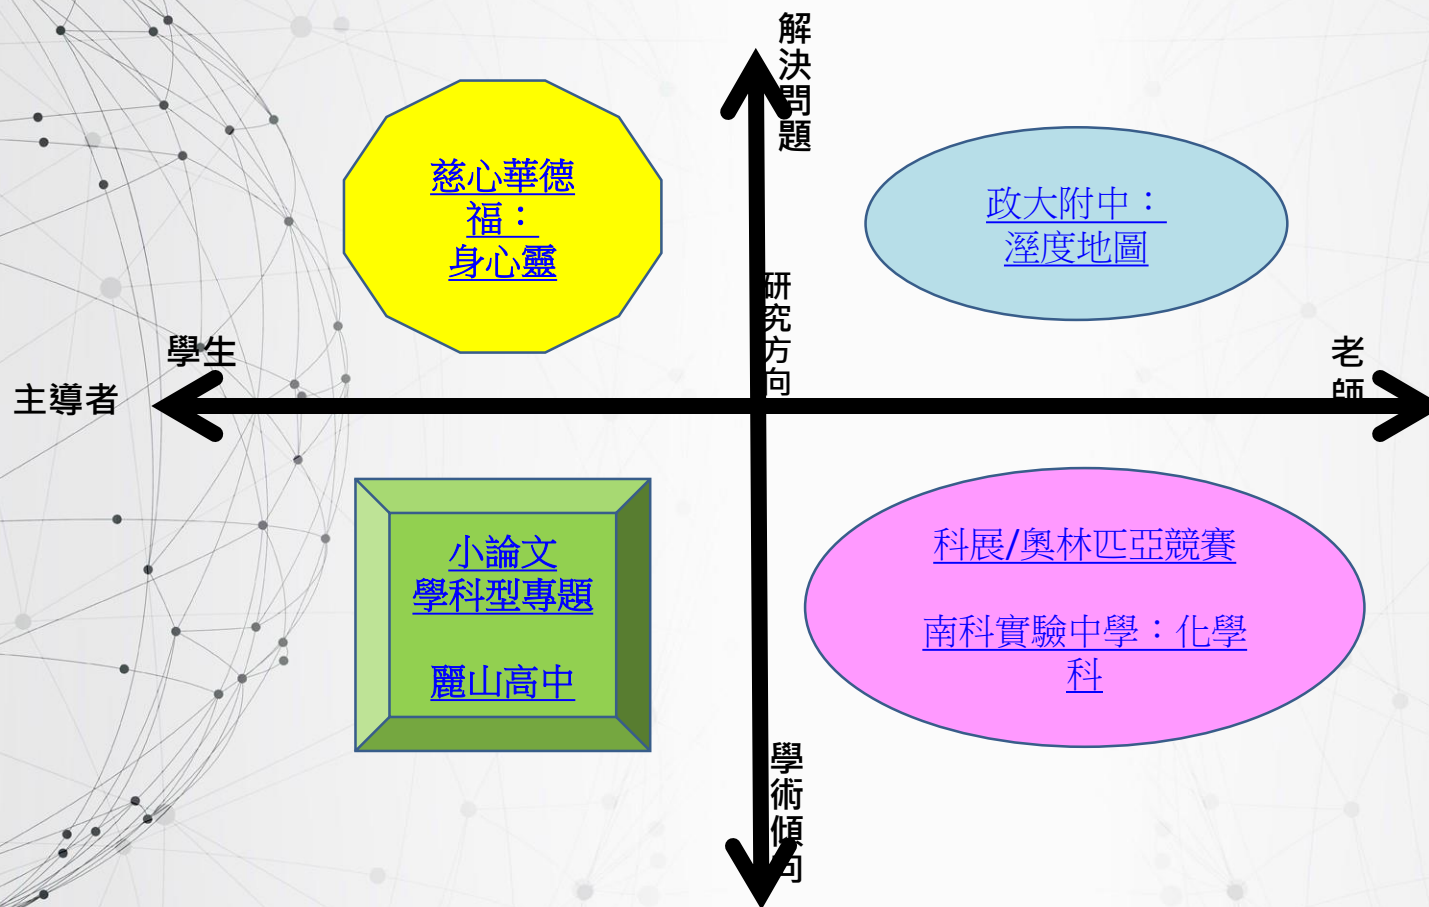 解決問題
慈心華德
福：
身心靈
政大附中：
溼度地圖
研究方向
學生
老
師
主導者
小論文
學科型專題
麗山高中
科展/奧林匹亞競賽
南科實驗中學：化學
科
學術傾向